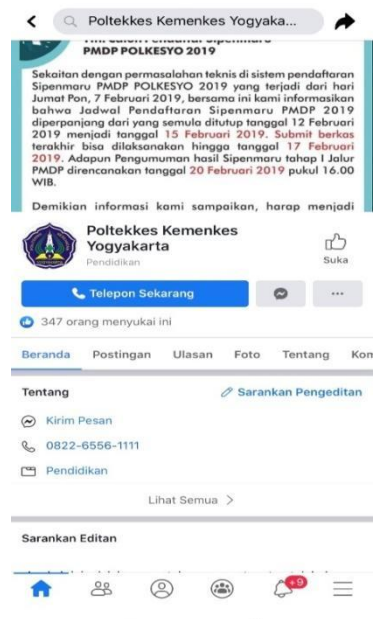 Poltekkes Kemenkes Yogyaka...
PMDP POLKESYO 2019
Sekaitan dengan permasalahan teknis di sistem pendaftaran
Sipenmaru PMDP POLKESYO 2019 yang terjadi dari hari
Jumat Pon, 7 Februari 2019, bersama ini kami informasikan
bahwa Jadwal Pendaftaran Sipenmaru PMDP 2019
diperpanjang dari yang semula ditutup tanggal 12 Februari
2019 menjadi tanggal 15 Februari 2019. Submit berkas
terakhir bisa dilaksanakan hingga tanggal 17 Februari
2019. Adapun Pengumuman hasil Sipenmaru tahap I Jalur
PMDP direncanakan tanggal 20 Februari 2019 pukul 16.00
WIB.
Demikian informasi kami sampaikan, harap menjadi
Poltekkes Kemenkes
Yogyakarta
Pendidikan
Suka
Telepon Sekarang
347 orang menyukai ini
Beranda Postingan Ulasan Foto Tentang Kom
Tentang Sarankan Pengeditan
Kirim Pesan
0822-6556-1111
Pendidikan
Lihat Semua
Sarankan Editan
+9